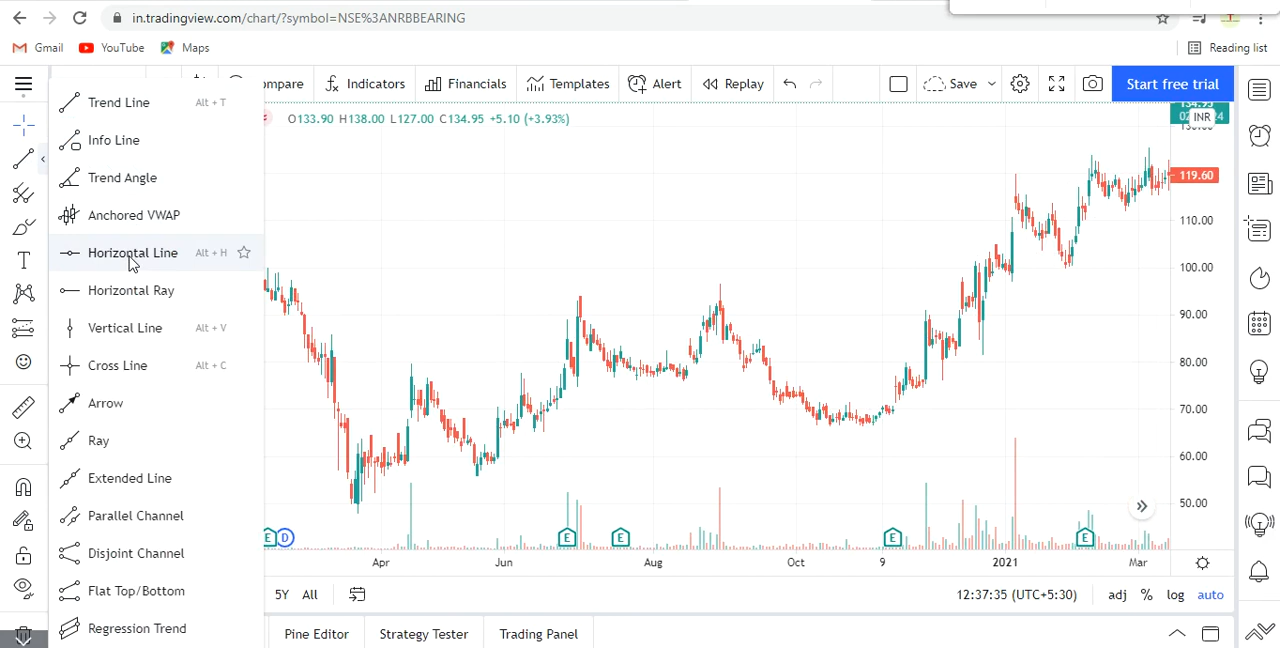 in.tradingview.com/chart/?symbol=NSE%3ANRBBEARING
Gmail YouTube Maps Reading list
ompare Indicators Financials Templates Alert Replay Save Start free trial
O133.90 H138.00 L127.00 C134.95 +5.10 (+3.93%)
INR
Trend Line Alt + T
Info Line
Trend Angle
Anchored VWAP
Horizontal Line Alt + H
Horizontal Ray
Vertical Line Alt + V
Cross Line Alt + C
Arrow
Ray
Extended Line
Parallel Channel
Disjoint Channel
Flat Top/Bottom
Regression Trend
T
119.60
110.00
100.00
90.00
80.00
70.00
60.00
50.00
E D E E E E
Apr Jun Aug Oct 9 2021 Mar
5Y All 12:37:35 (UTC+5:30) adj % log auto
Pine Editor Strategy Tester Trading Panel